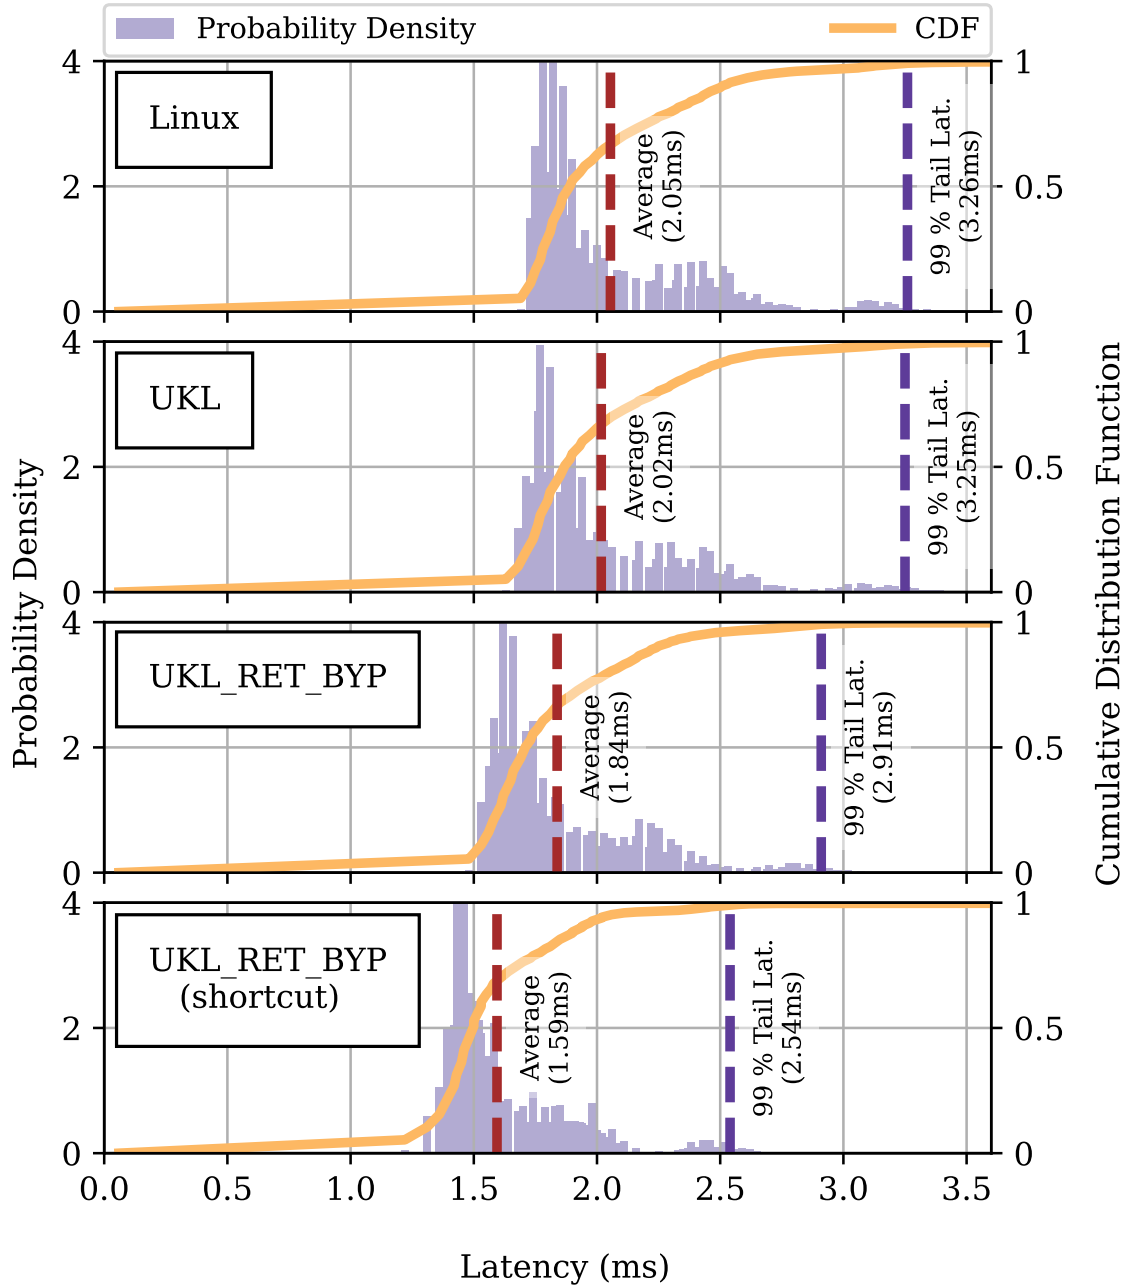 Probability Density
CDF
4
2
0
Linux
Average
(2.05ms)
99 % Tail Lat.
(3.26ms)
1
0.5
0
4
2
0
UKL
Average
(2.02ms)
99 % Tail Lat.
(3.25ms)
1
0.5
0
4
2
0
UKL_RET_BYP
Average
(1.84ms)
99 % Tail Lat.
(2.91ms)
1
0.5
0
4
2
0
UKL_RET_BYP
(shortcut)
Average
(1.59ms)
99 % Tail Lat.
(2.54ms)
1
0.5
0
0.0 0.5 1.0 1.5 2.0 2.5 3.0 3.5
Latency (ms)
Probability Density
Cumulative Distribution Function